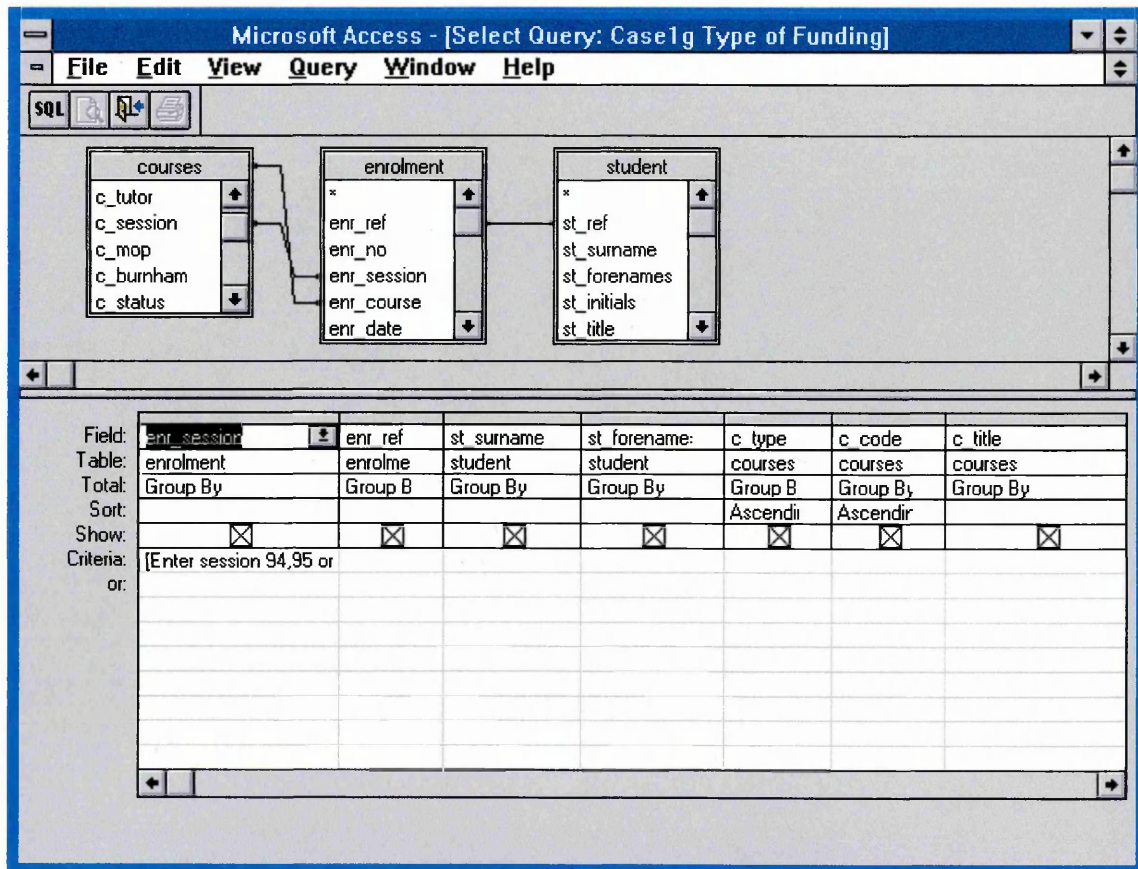 Microsoft Access - [Select Query: Case1g Type of Funding]
File Edit View Query Window Help
SQL
courses enrolment student
c_tutor * *
c_session enr_ref st_ref
c_mop enr_no st_surname
c_burnham enr_session st_forenames
c_status enr_course st_initials
enr_date st_title
Field: enr_session enr_ref st_surname st_forename: c_type c_code c_title
Table: enrolment enrolme student student courses courses courses
Total: Group By Group B Group By Group By Group B Group By Group By
Sort: Ascendii Ascendir
Show:
Criteria: [Enter session 94,95 or
or: